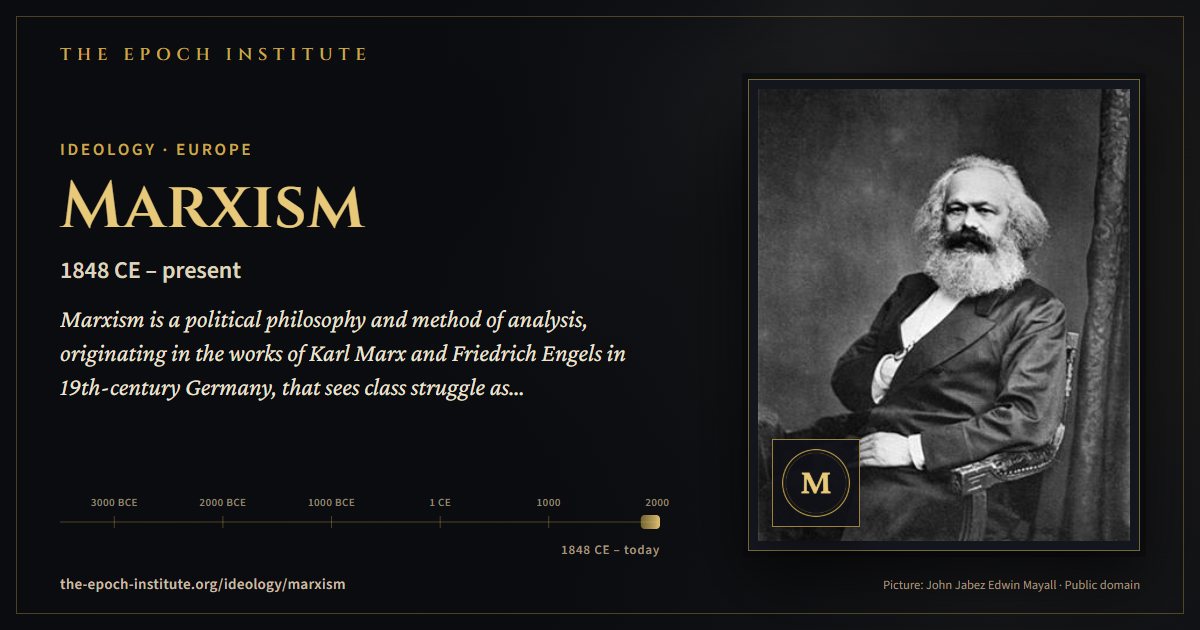 THE EPOCH INSTITUTE
IDEOLOGY · EUROPE
MARXISM
1848 CE – present
Marxism is a political philosophy and method of analysis,
originating in the works of Karl Marx and Friedrich Engels in
19th-century Germany, that sees class struggle as...
3000 BCE 2000 BCE 1000 BCE 1 CE 1000 2000
1848 CE – today
the-epoch-institute.org/ideology/marxism
M
Picture: John Jabez Edwin Mayall · Public domain